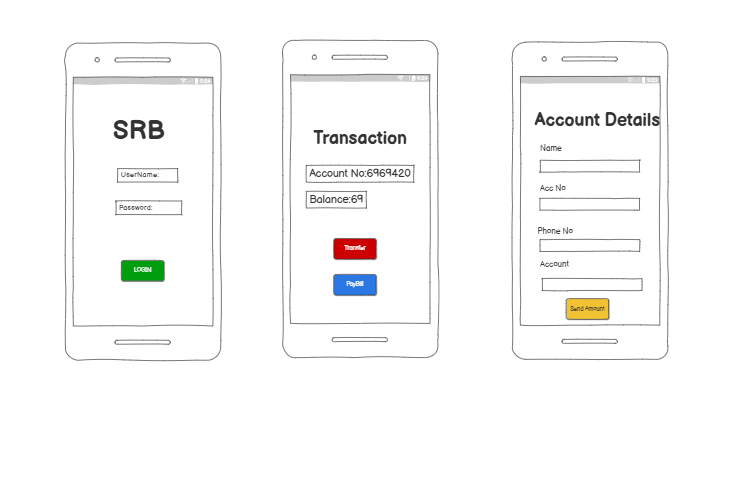 SRB
UserName:
Password:
LOGIN
Transaction
Account No:6969420
Balance:69
Transfer
PayBill
Account Details
Name
Acc No
Phone No
Account
Send Amount